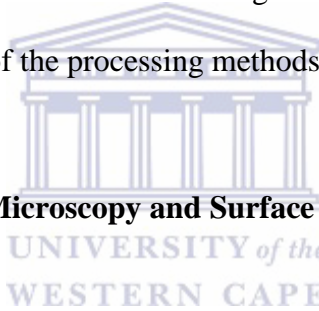 of the processing methods
Microscopy and Surface
UNIVERSITY of the
WESTERN CAPE